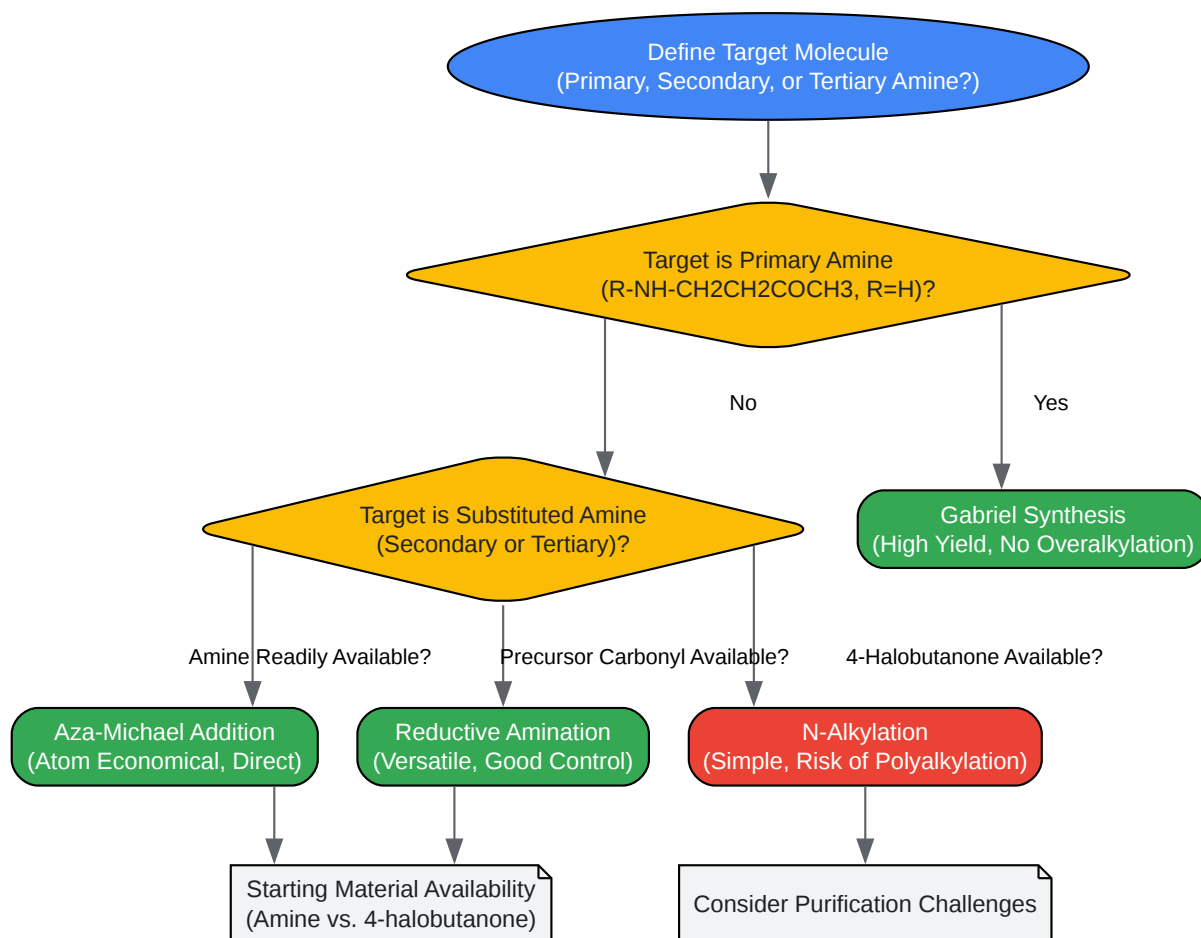 Define Target Molecule
(Primary, Secondary, or Tertiary Amine?)
Target is Primary Amine
(R-NH-CH2CH2COCH3, R=H)?
No
Yes
Target is Substituted Amine
(Secondary or Tertiary)?
Gabriel Synthesis
(High Yield, No Overalkylation)
Amine Readily Available?
Precursor Carbonyl Available?
4-Halobutanone Available?
Aza-Michael Addition
(Atom Economical, Direct)
Reductive Amination
(Versatile, Good Control)
N-Alkylation
(Simple, Risk of Polyalkylation)
Starting Material Availability
(Amine vs. 4-halobutanone)
Consider Purification Challenges